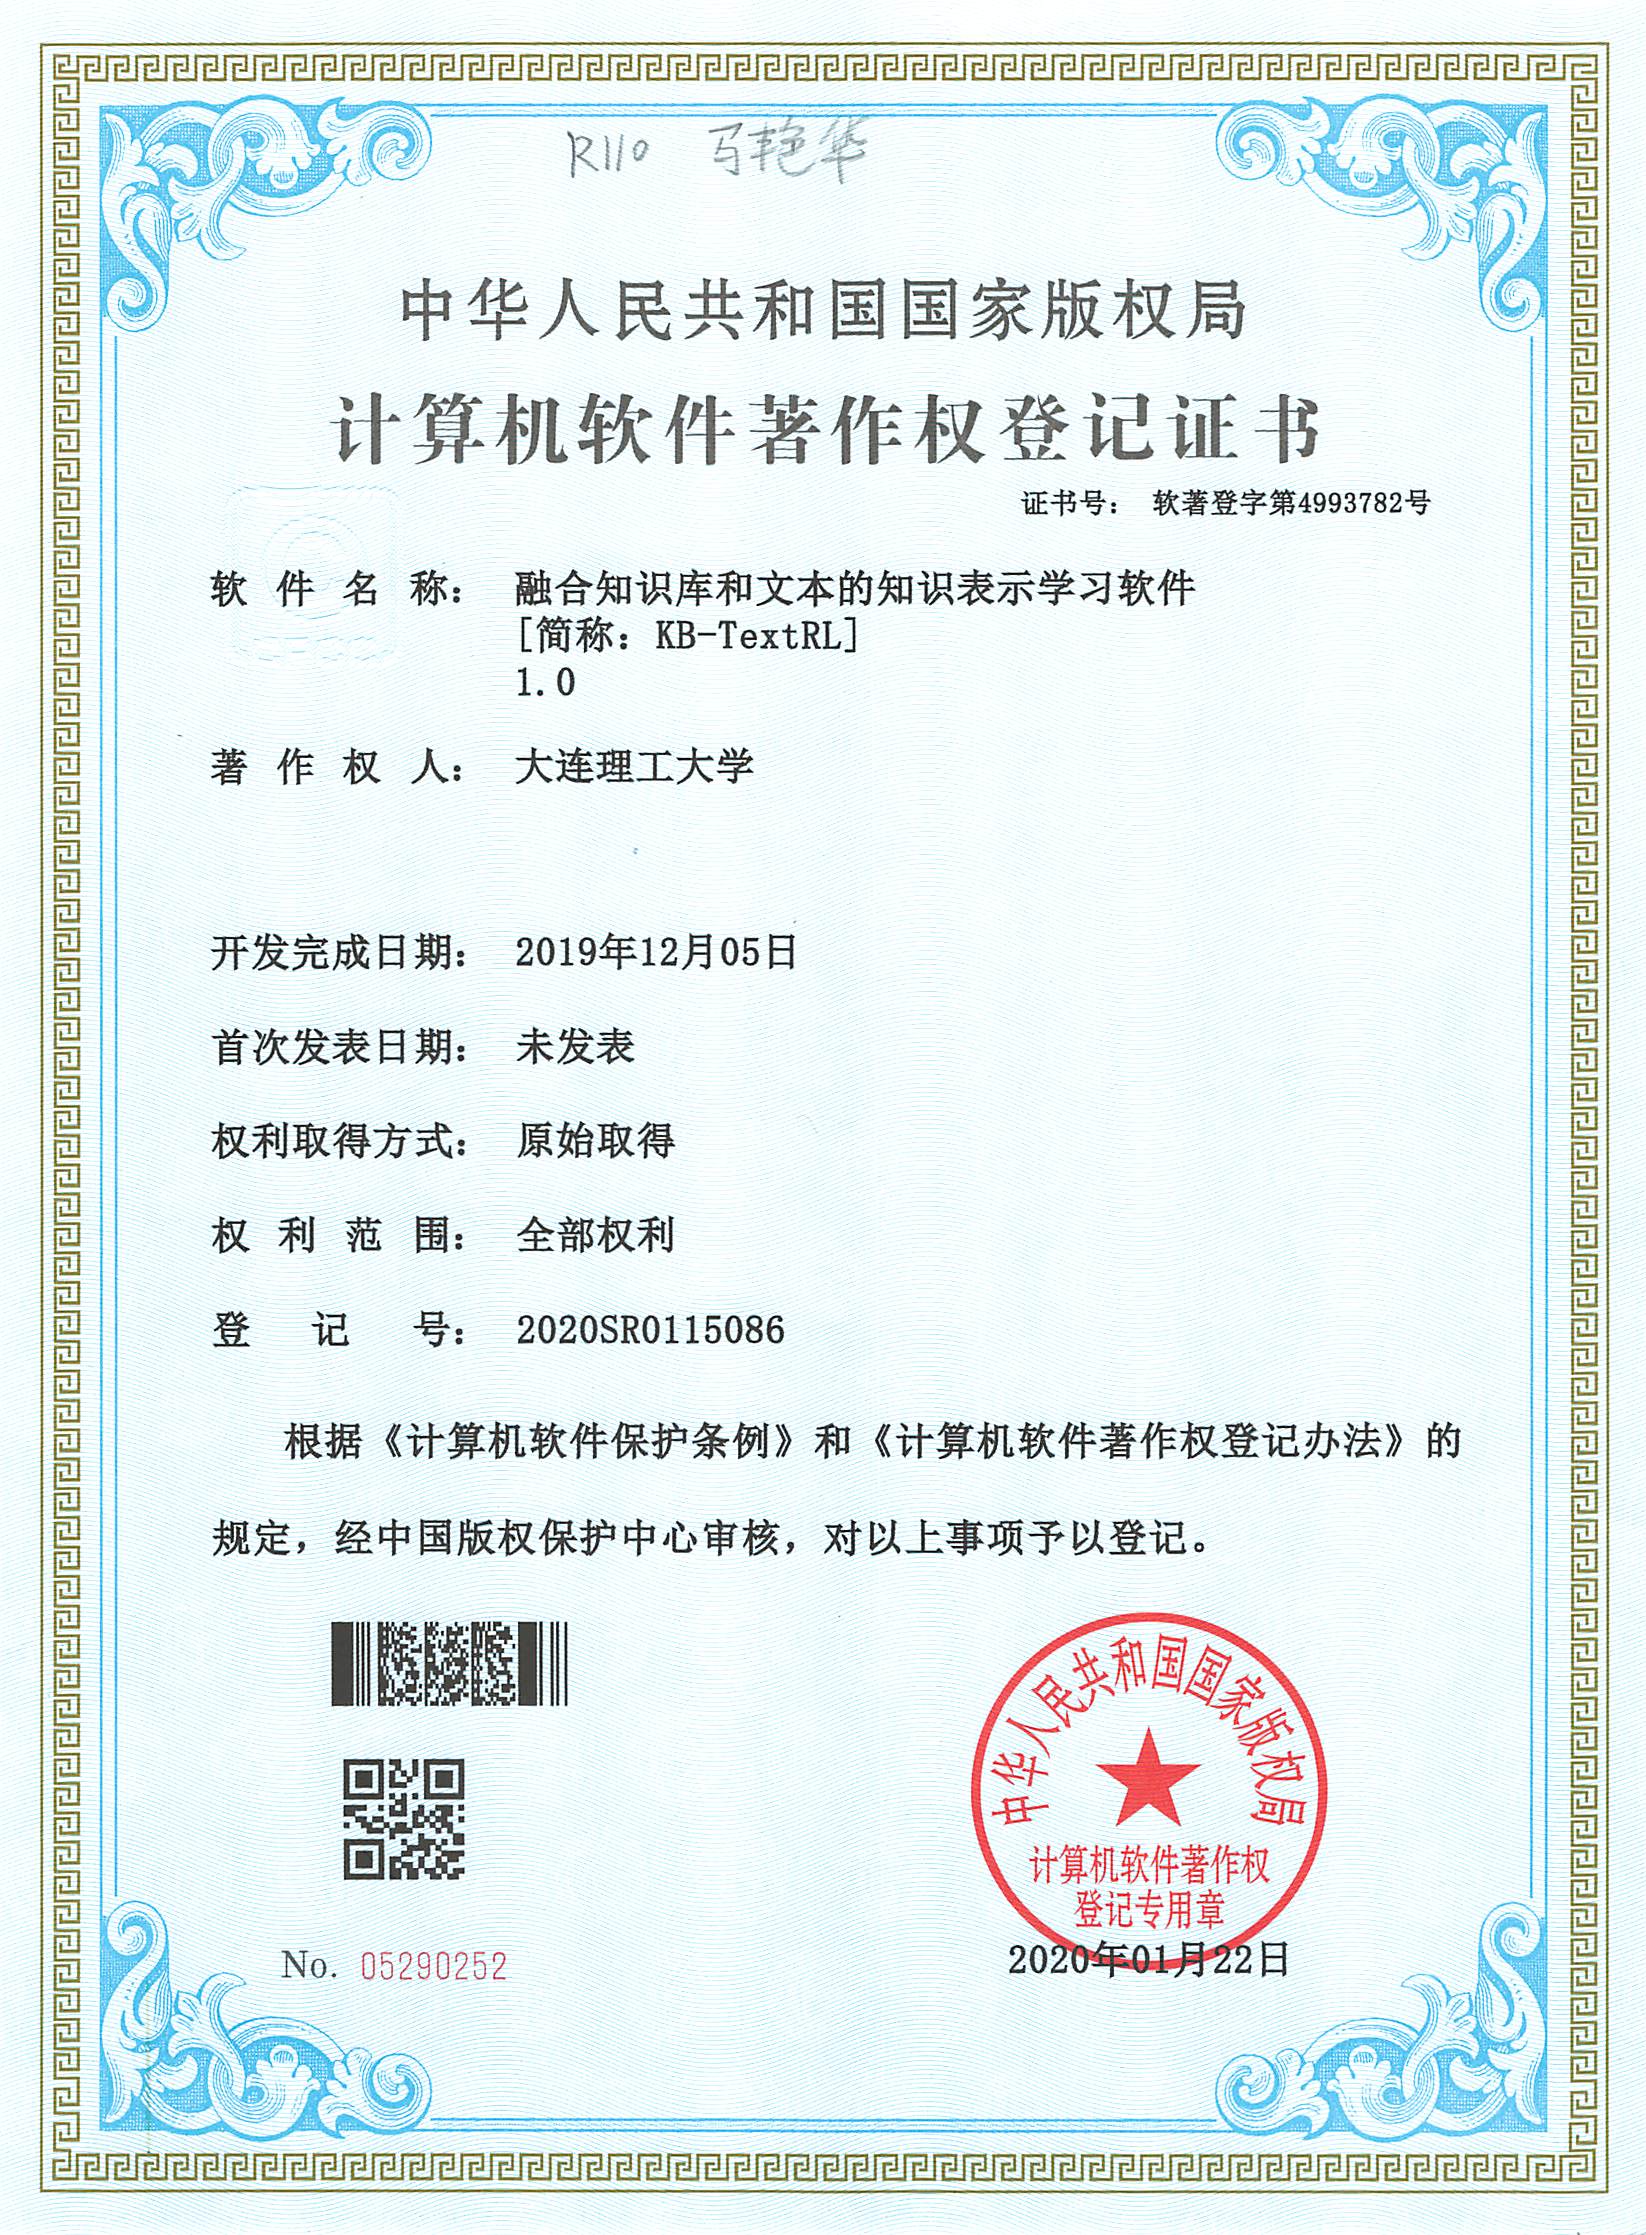 R110 马艳华
中华人民共和国国家版权局
计算机软件著作权登记证书
证书号： 软著登字第4993782号
软件名称： 融合知识库和文本的知识表示学习软件
[简称：KB-TextRL]
1.0
著作权人： 大连理工大学
开发完成日期： 2019年12月05日
首次发表日期： 未发表
权利取得方式： 原始取得
权利范围： 全部权利
登记号： 2020SR0115086
根据《计算机软件保护条例》和《计算机软件著作权登记办法》的
规定，经中国版权保护中心审核，对以上事项予以登记。
中华人民共和国国家版权局
计算机软件著作权
登记专用章
No. 05290252
2020年01月22日